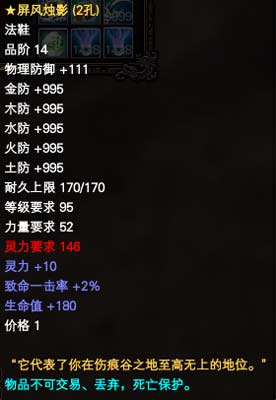 ★屏风烛影 (2孔)
法鞋
品阶 14
物理防御 +111
金防 +995
木防 +995
水防 +995
火防 +995
土防 +995
耐久上限 170/170
等级要求 95
力量要求 52
灵力要求 146
灵力 +10
致命一击率 +2%
生命值 +180
价格 1
“它代表了你在伤痕谷之地至高无上的地位。”
物品不可交易、丢弃，死亡保护。